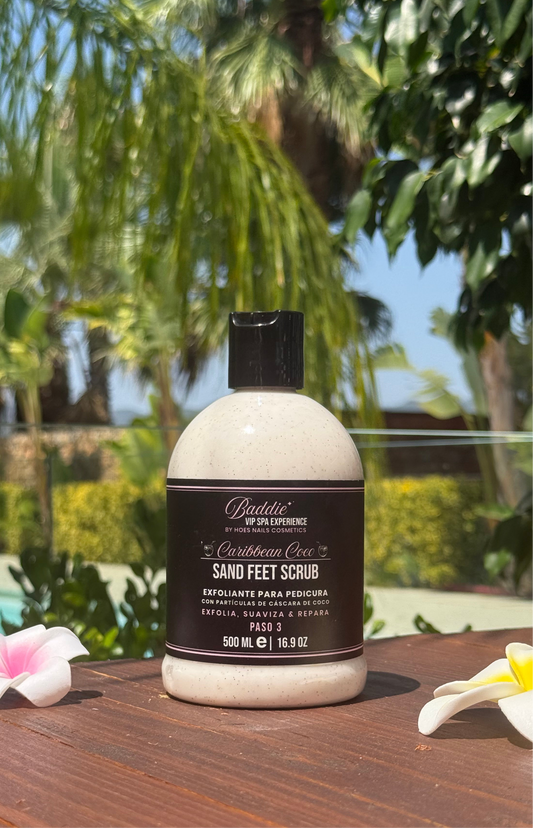 Baddie
VIP SPA EXPERIENCE
BY HOES NAILS COSMETICS
Caribbean Coco
SAND FEET SCRUB
EXFOLIANTE PARA PEDICURA
CON PARTÍCULAS DE CÁSCARA DE COCO
EXFOLIA, SUAVIZA & REPARA
PASO 3
500 ML ℮ | 16.9 OZ